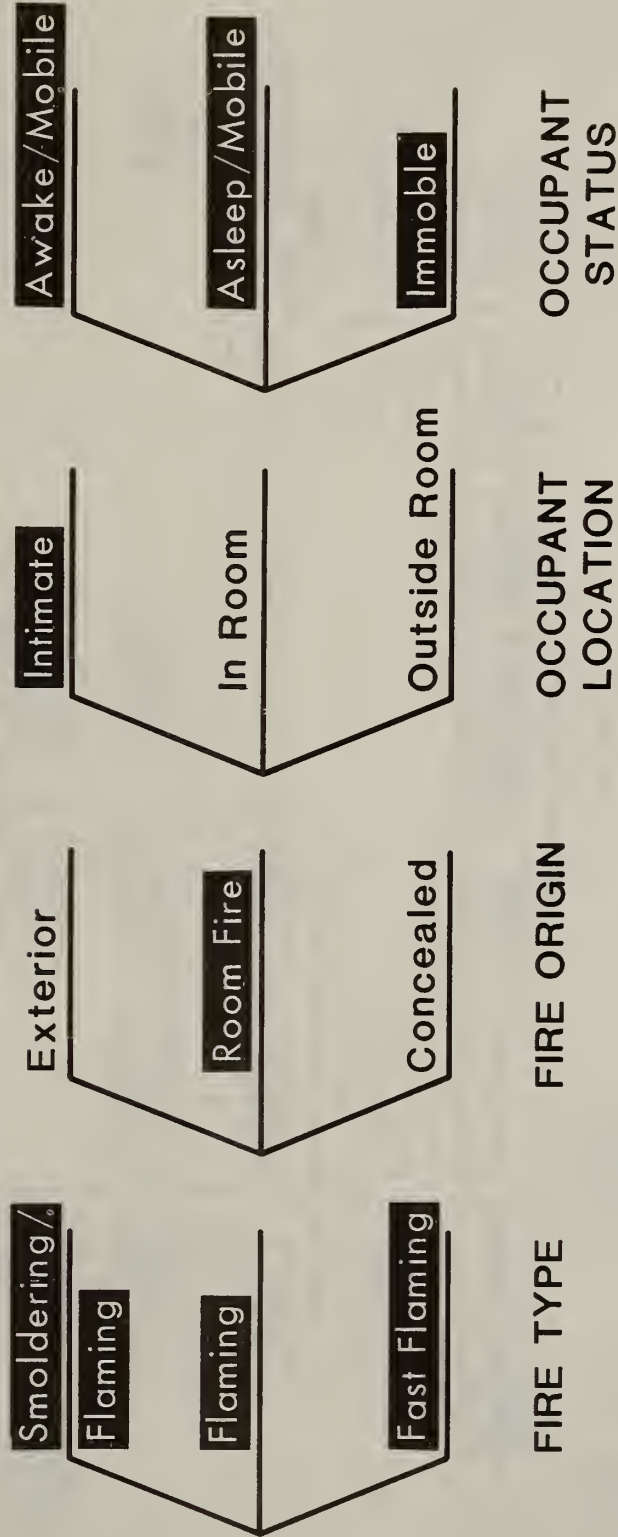 Smoldering/
Flaming
Flaming
Fast Flaming
FIRE TYPE
Exterior
Room Fire
Concealed
FIRE ORIGIN
Intimate
In Room
Outside Room
OCCUPANT
LOCATION
Awake/Mobile
Asleep/Mobile
Immoble
OCCUPANT
STATUS